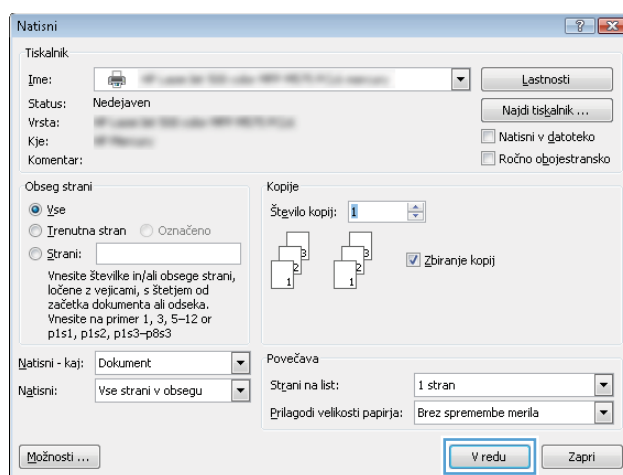 Natisni
Tiskalnik
Ime:
Lastnosti
Status: Nedejaven
Najdi tiskalnik ...
Vrsta:
Natisni v datoteko
Kje:
Komentar:
Ročno obojestransko
Obseg strani
Vse
Trenutna stran Označeno
Strani:
Vnesite številke in/ali obsege strani,
ločene z vejicami, s štetjem od
začetka dokumenta ali odseka.
Vnesite na primer 1, 3, 5–12 or
p1s1, p1s2, p1s3–p8s3
Kopije
Število kopij: 1
1 2 3 1 2 3
Zbiranje kopij
Natisni - kaj: Dokument
Natisni: Vse strani v obsegu
Povečava
Strani na list: 1 stran
Prilagodi velikosti papirja: Brez spremembe merila
Možnosti ...
V redu
Zapri